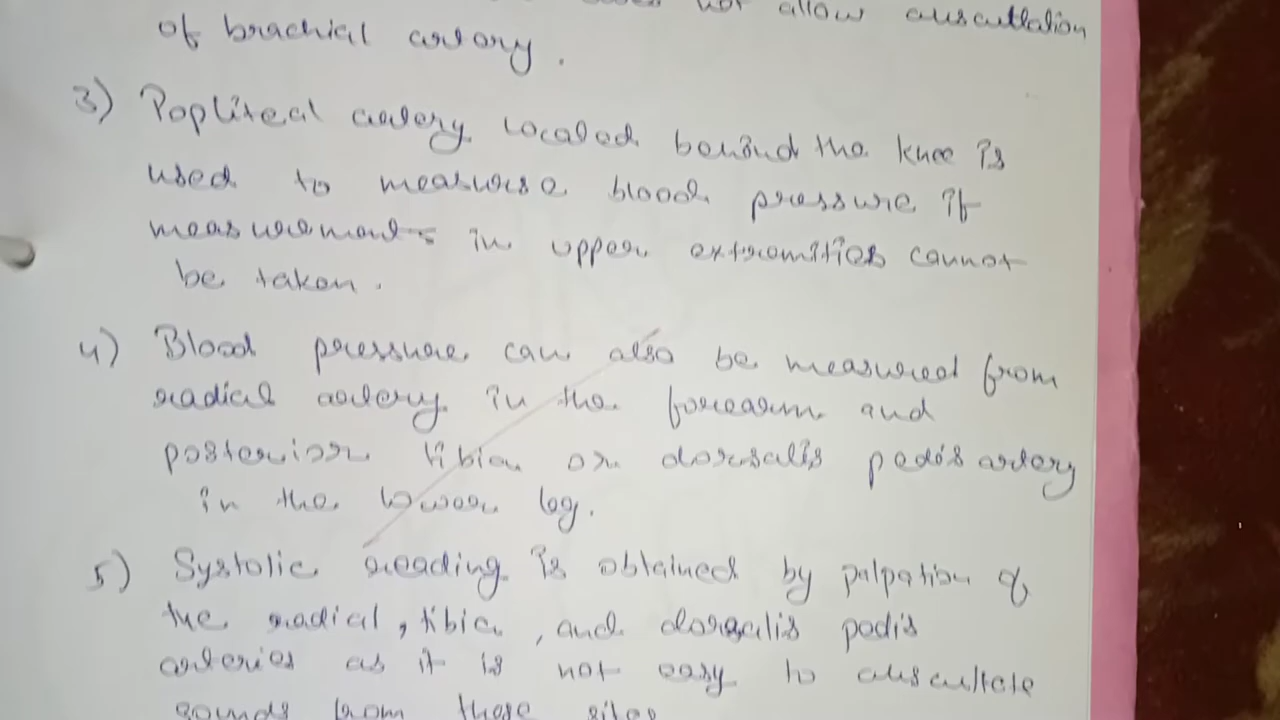 not allow auscultation
of brachial artery.
3) Popliteal artery located behind the knee is
used to measure blood pressure if
measurements in upper extremities cannot
be taken.
4) Blood pressure can also be measured from
radial artery in the forearm and
posterior tibia or dorsalis pedis artery
in the lower leg.
5) Systolic reading is obtained by palpation of
the radial, tibia, and dorsalis pedis
arteries as it is not easy to auscultate
sounds from these sites